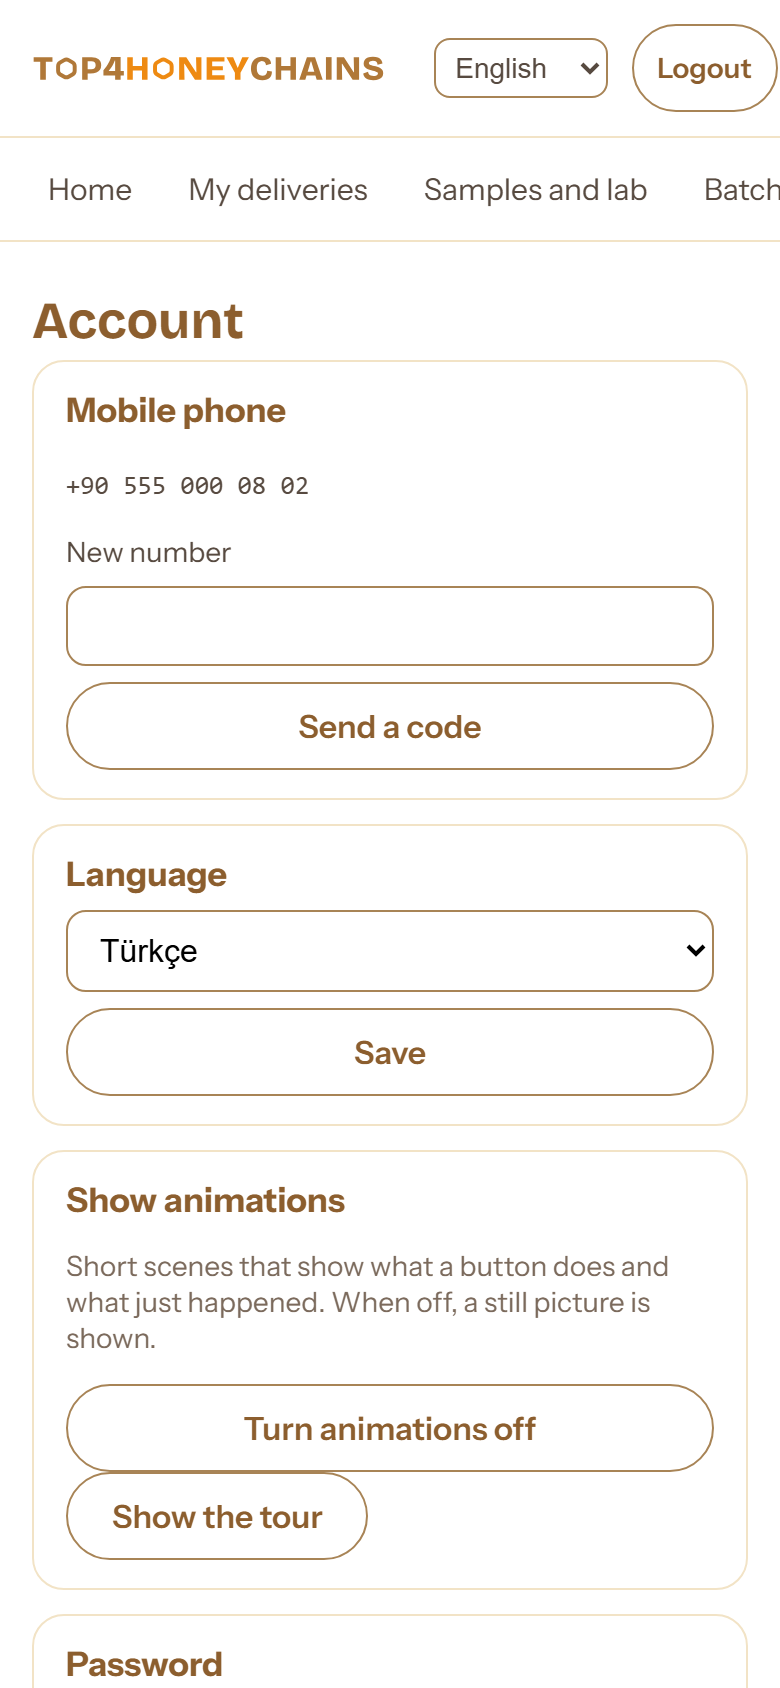 TOP4HONEYCHAINS
English
Logout
Home
My deliveries
Samples and lab
Batch
Account
Mobile phone
+90 555 000 08 02
New number
Send a code
Language
Türkçe
Save
Show animations
Short scenes that show what a button does and
what just happened. When off, a still picture is
shown.
Turn animations off
Show the tour
Password